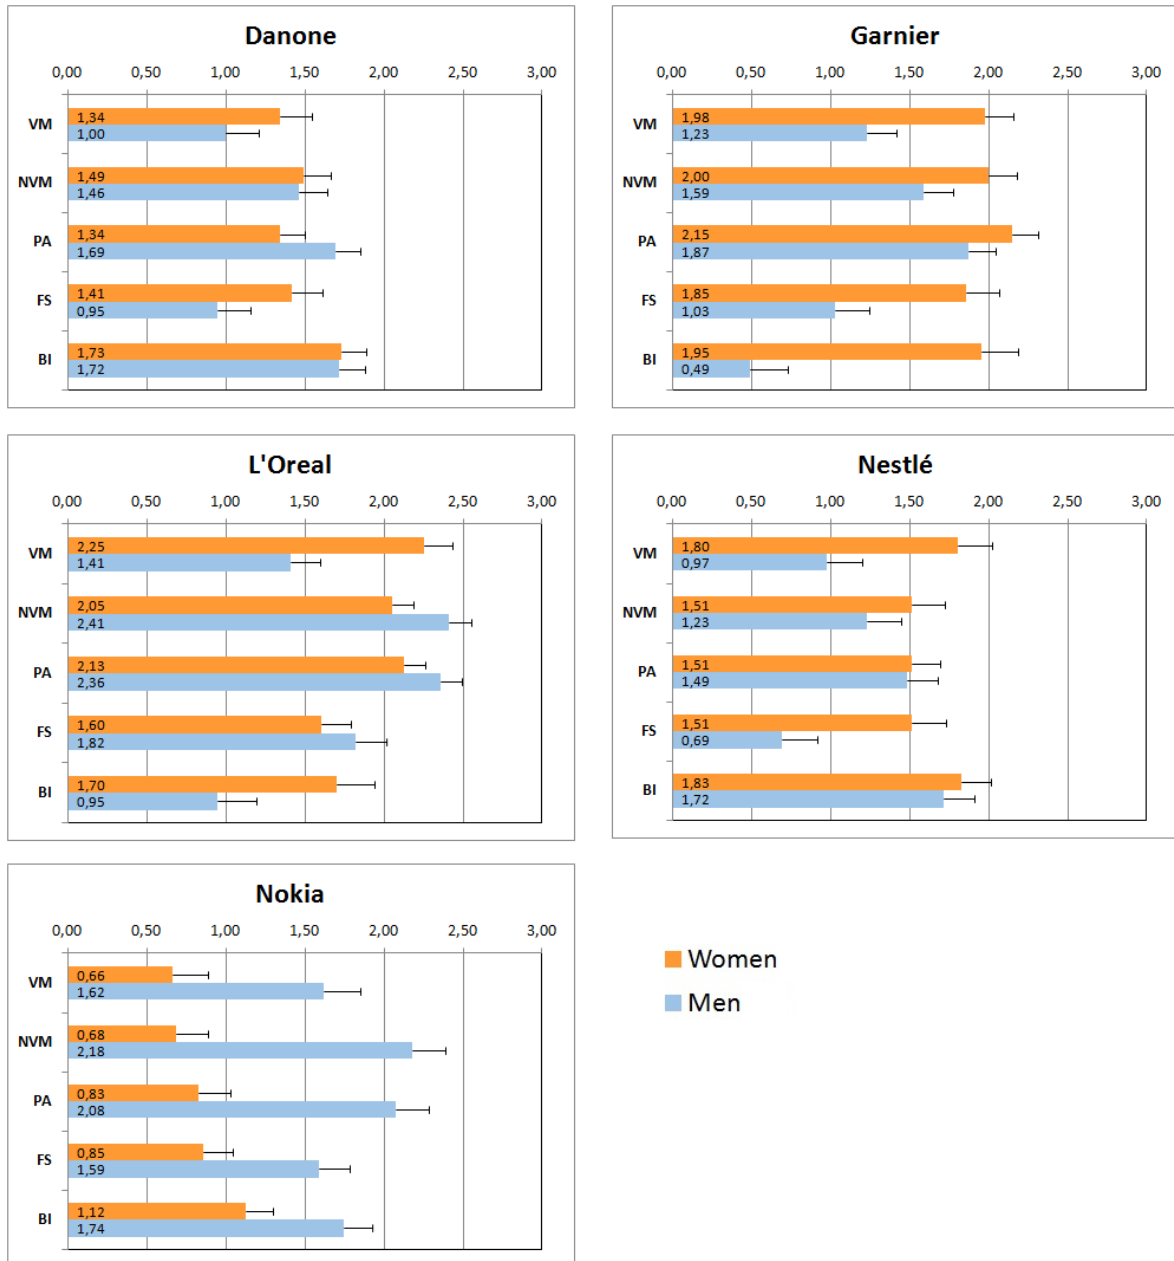 Danone
0,00 0,50 1,00 1,50 2,00 2,50 3,00
VM
1,34
1,00
NVM
1,49
1,46
PA
1,34
1,69
FS
1,41
0,95
BI
1,73
1,72
Garnier
0,00 0,50 1,00 1,50 2,00 2,50 3,00
VM
1,98
1,23
NVM
2,00
1,59
PA
2,15
1,87
FS
1,85
1,03
BI
1,95
0,49
L'Oreal
0,00 0,50 1,00 1,50 2,00 2,50 3,00
VM
2,25
1,41
NVM
2,05
2,41
PA
2,13
2,36
FS
1,60
1,82
BI
1,70
0,95
Nestlé
0,00 0,50 1,00 1,50 2,00 2,50 3,00
VM
1,80
0,97
NVM
1,51
1,23
PA
1,51
1,49
FS
1,51
0,69
BI
1,83
1,72
Nokia
0,00 0,50 1,00 1,50 2,00 2,50 3,00
VM
0,66
1,62
NVM
0,68
2,18
PA
0,83
2,08
FS
0,85
1,59
BI
1,12
1,74
Women
Men